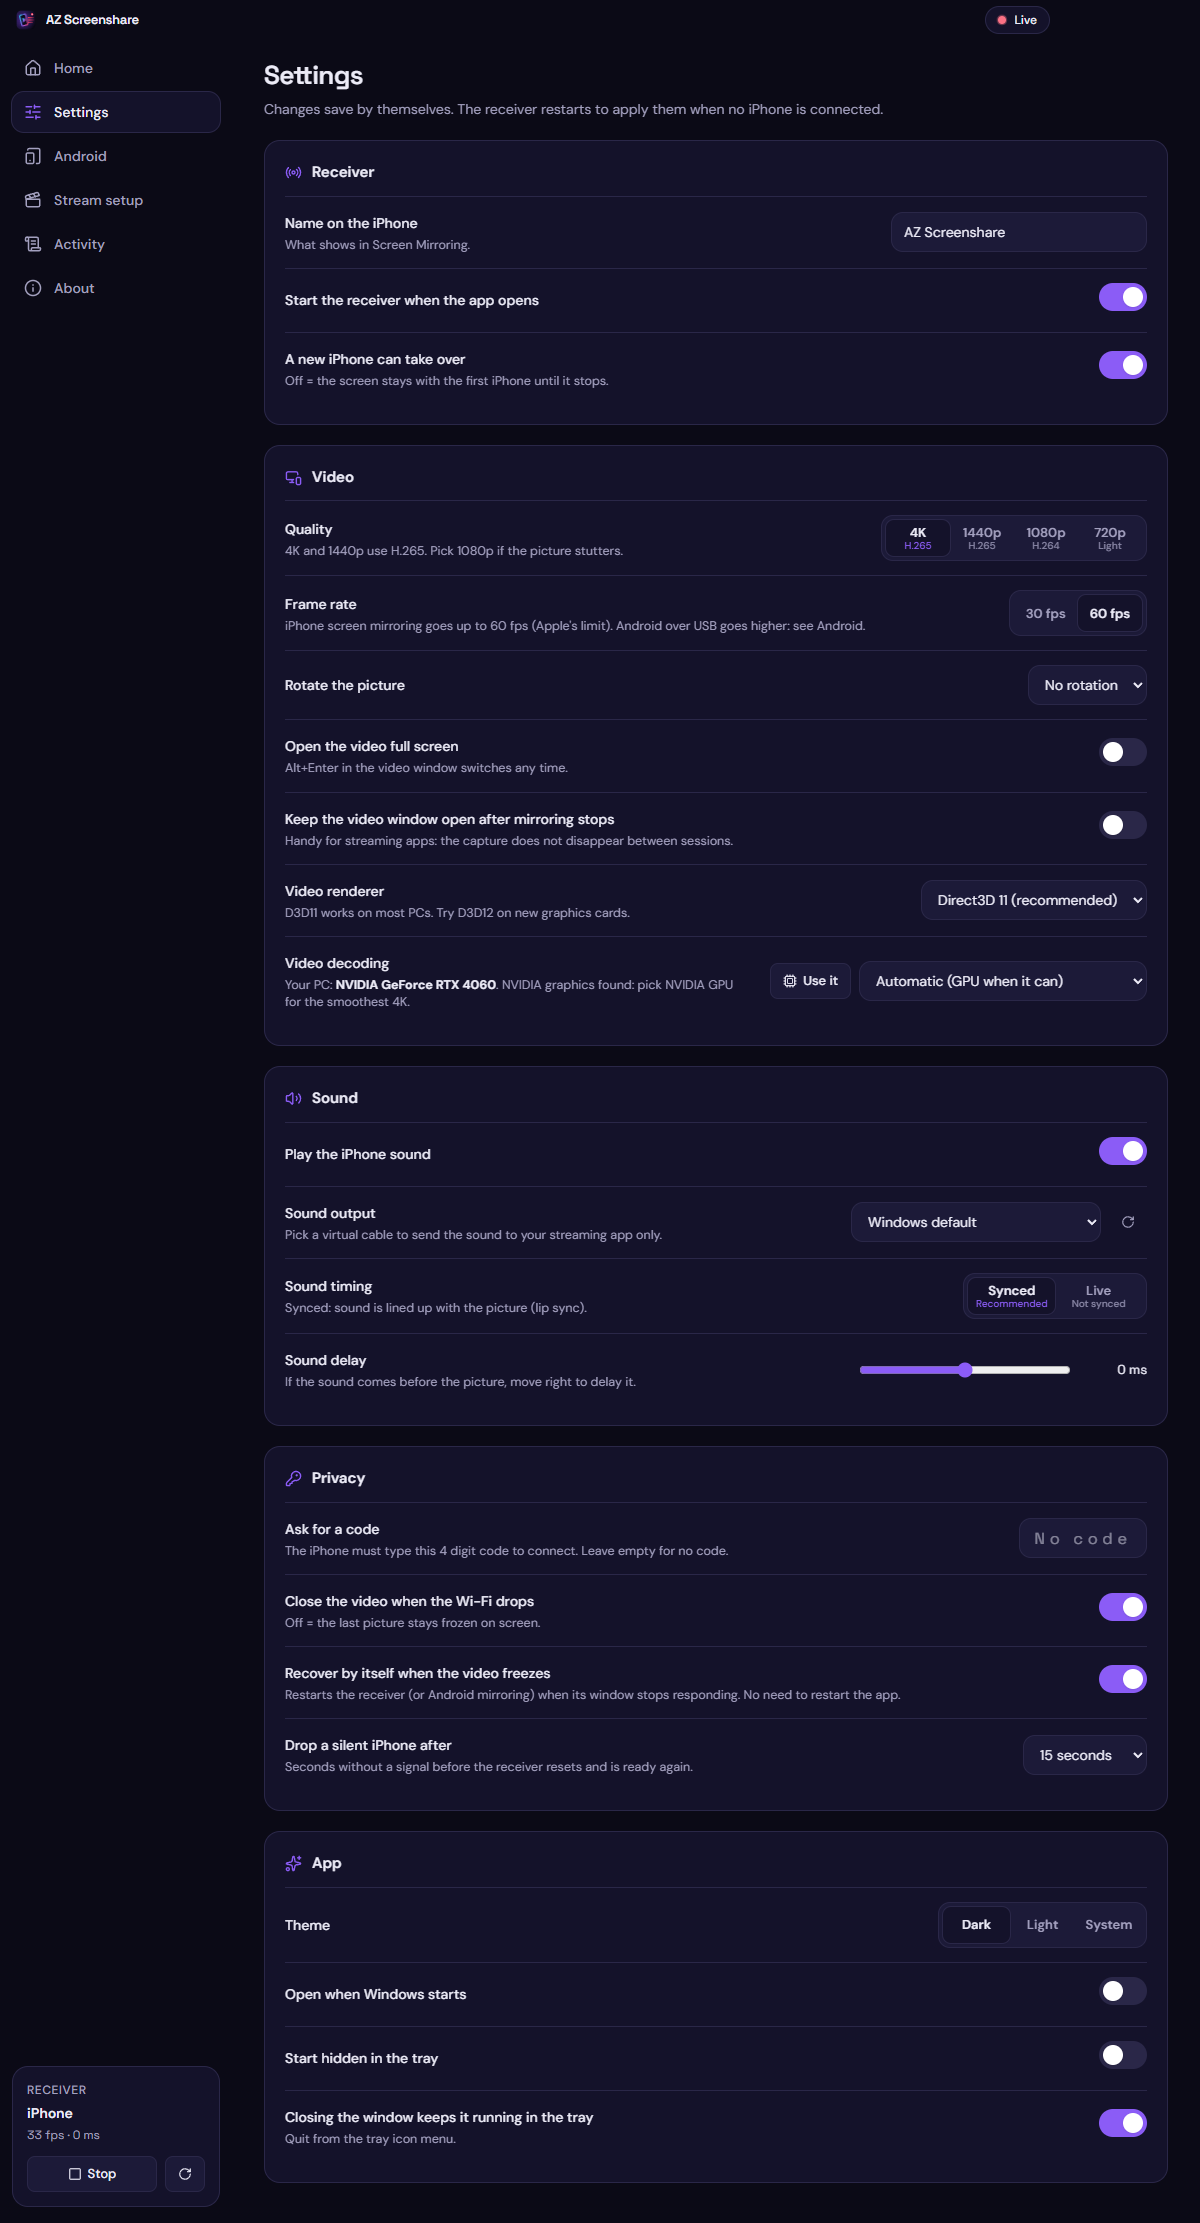 AZ Screenshare
Live
Home
Settings
Android
Stream setup
Activity
About
Settings
Changes save by themselves. The receiver restarts to apply them when no iPhone is connected.
Receiver
Name on the iPhone
What shows in Screen Mirroring.
AZ Screenshare
Start the receiver when the app opens
A new iPhone can take over
Off = the screen stays with the first iPhone until it stops.
Video
Quality
4K and 1440p use H.265. Pick 1080p if the picture stutters.
4K 1440p 1080p 720p
H.265 H.265 H.264 Light
Frame rate
iPhone screen mirroring goes up to 60 fps (Apple's limit). Android over USB goes higher: see Android.
30 fps 60 fps
Rotate the picture
No rotation
Open the video full screen
Alt+Enter in the video window switches any time.
Keep the video window open after mirroring stops
Handy for streaming apps: the capture does not disappear between sessions.
Video renderer
D3D11 works on most PCs. Try D3D12 on new graphics cards.
Direct3D 11 (recommended)
Video decoding
Your PC: NVIDIA GeForce RTX 4060. NVIDIA graphics found: pick NVIDIA GPU
for the smoothest 4K.
Use it
Automatic (GPU when it can)
Sound
Play the iPhone sound
Sound output
Pick a virtual cable to send the sound to your streaming app only.
Windows default
Sound timing
Synced: sound is lined up with the picture (lip sync).
Synced Live
Recommended Not synced
Sound delay
If the sound comes before the picture, move right to delay it.
0 ms
Privacy
Ask for a code
The iPhone must type this 4 digit code to connect. Leave empty for no code.
No code
Close the video when the Wi-Fi drops
Off = the last picture stays frozen on screen.
Recover by itself when the video freezes
Restarts the receiver (or Android mirroring) when its window stops responding. No need to restart the app.
Drop a silent iPhone after
Seconds without a signal before the receiver resets and is ready again.
15 seconds
App
Theme
Dark Light System
Open when Windows starts
Start hidden in the tray
Closing the window keeps it running in the tray
Quit from the tray icon menu.
RECEIVER
iPhone
33 fps · 0 ms
Stop